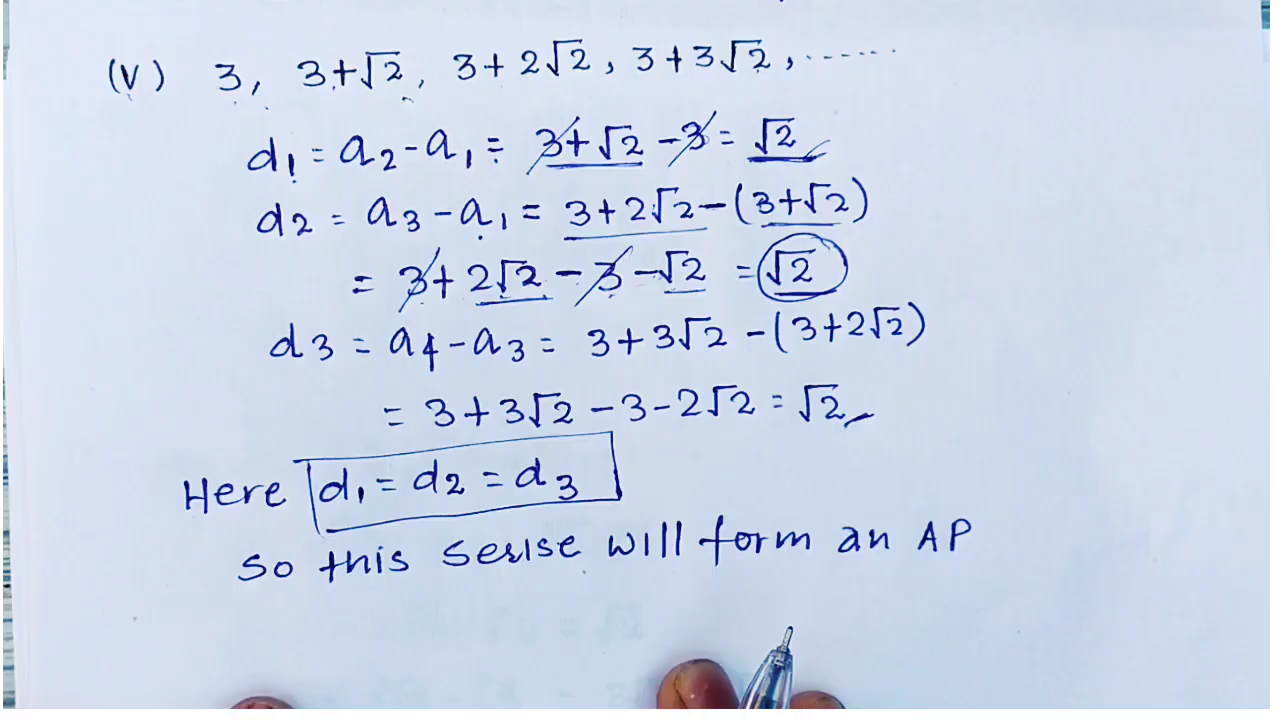 (V) 3, 3+√2, 3+2√2, 3+3√2, ......
d1 = a2-a1 = 3+√2-3 = √2
d2 = a3-a1 = 3+2√2-(3+√2)
= 3+2√2-3-√2 = √2
d3 = a4-a3 = 3+3√2-(3+2√2)
= 3+3√2-3-2√2 = √2
Here d1 = d2 = d3
So this serise will form an AP